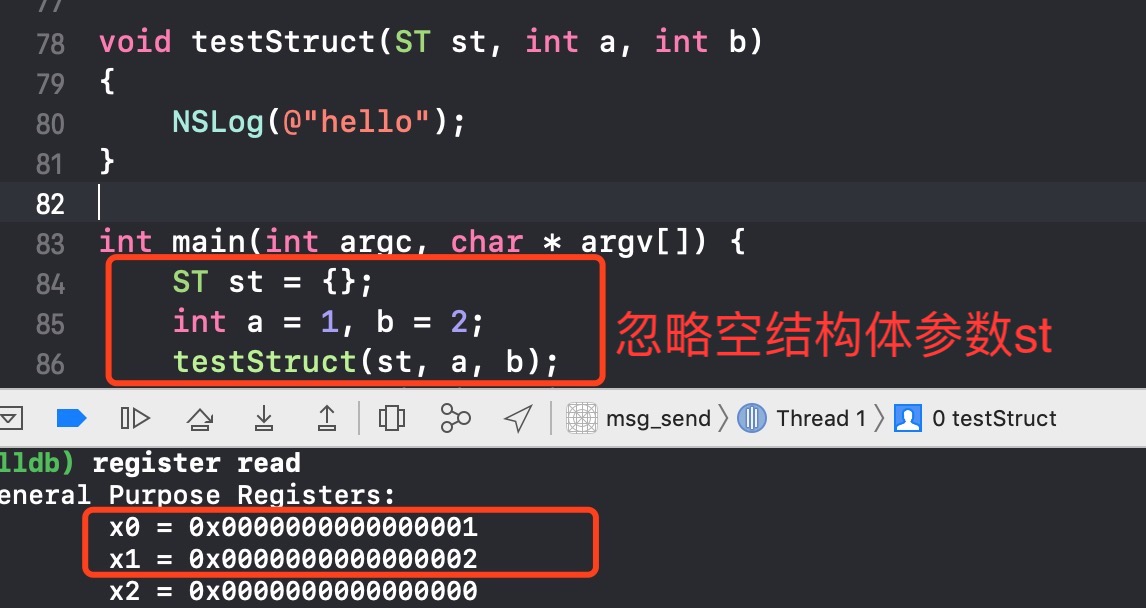 77
78 void testStruct(ST st, int a, int b)
79 {
80 NSLog(@"hello");
81 }
82
83 int main(int argc, char * argv[]) {
84 ST st = {};
85 int a = 1, b = 2;
忽略空结构体参数st
86 testStruct(st, a, b);
msg_send Thread 1 0 testStruct
lldb) register read
eneral Purpose Registers:
x0 = 0x0000000000000001
x1 = 0x0000000000000002
x2 = 0x0000000000000000